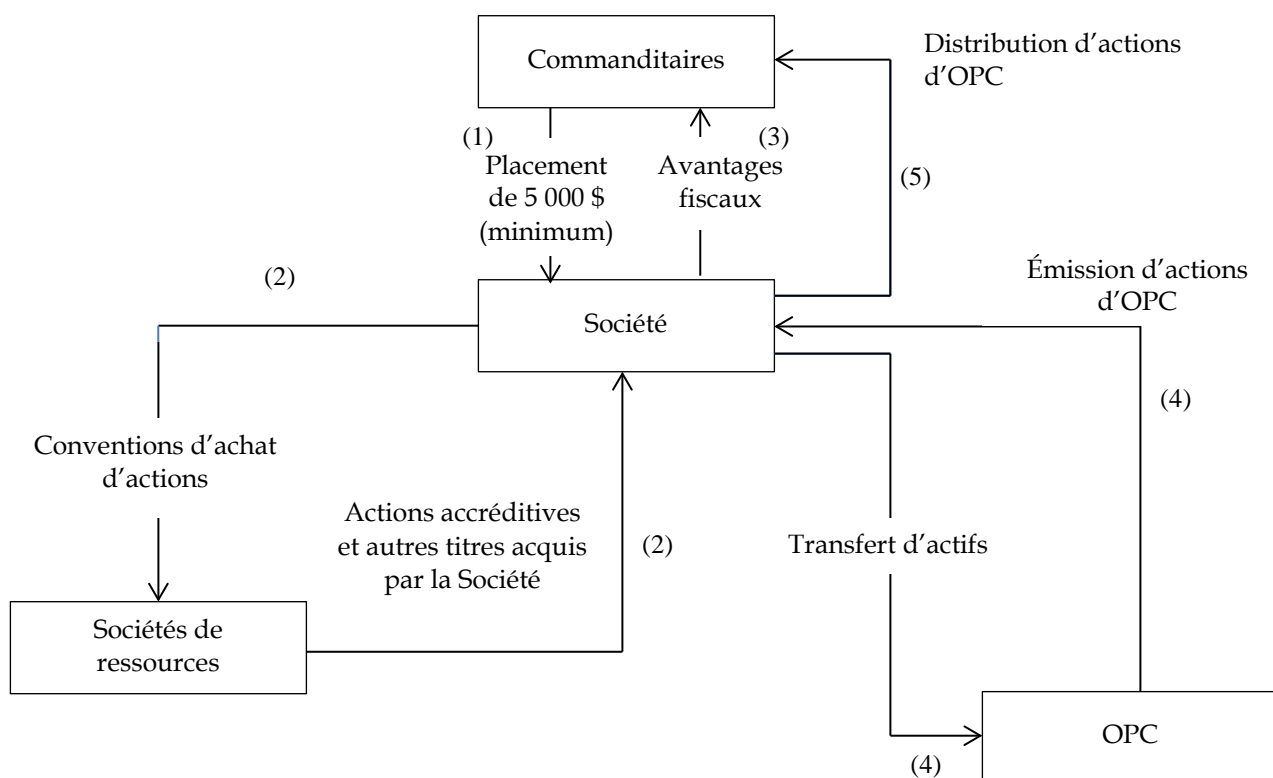 Commanditaires
Distribution d’actions
d’OPC
(1)
(3)
Placement
de 5 000 $
(minimum)
Avantages
fiscaux
(5)
(2)
Émission d’actions
d’OPC
Société
(4)
Conventions d’achat
d’actions
Actions accréditives
et autres titres acquis
par la Société
(2)
Transfert d’actifs
Sociétés de
ressources
OPC
(4)